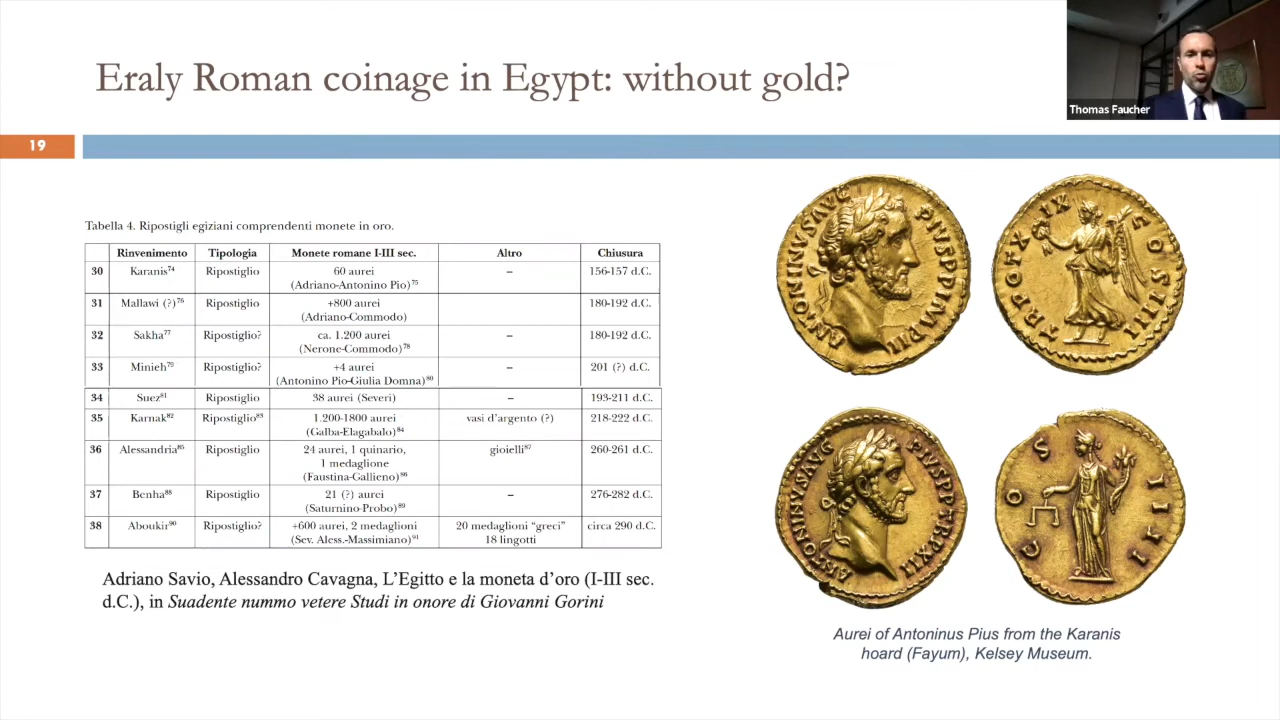 Eraly Roman coinage in Egypt: without gold?
Thomas Faucher
19
Tabella 4. Ripostigli egiziani comprendenti monete in oro.
Rinvenimento Tipologia Monete romane I-III sec. Altro Chiusura
30 Karanis⁷⁴ Ripostiglio 60 aurei – 156-157 d.C.
(Adriano-Antonino Pio)⁷⁵
31 Mallawi (?)⁷⁶ Ripostiglio +800 aurei 180-192 d.C.
(Adriano-Commodo)
32 Sakha⁷⁷ Ripostiglio? ca. 1.200 aurei – 180-192 d.C.
(Nerone-Commodo)⁷⁸
33 Minieh⁷⁹ Ripostiglio? +4 aurei – 201 (?) d.C.
(Antonino Pio-Giulia Domna)⁸⁰
34 Suez⁸¹ Ripostiglio 38 aurei (Severi) – 193-211 d.C.
35 Karnak⁸² Ripostiglio⁸³ 1.200-1800 aurei vasi d'argento (?) 218-222 d.C.
(Galba-Elagabalo)⁸⁴
36 Alessandria⁸⁵ Ripostiglio 24 aurei, 1 quinario, gioielli⁸⁷ 260-261 d.C.
1 medaglione
(Faustina-Gallieno)⁸⁶
37 Benha⁸⁸ Ripostiglio 21 (?) aurei – 276-282 d.C.
(Saturnino-Probo)⁸⁹
38 Aboukir⁹⁰ Ripostiglio? +600 aurei, 2 medaglioni 20 medaglioni "greci" circa 290 d.C.
(Sev. Aless.-Massimiano)⁹¹ 18 lingotti
Adriano Savio, Alessandro Cavagna, L'Egitto e la moneta d'oro (I-III sec.
d.C.), in Suadente nummo vetere Studi in onore di Giovanni Gorini
ANTONINVSAVG PIVSPPIMPII
TRPOTXIX COSIIII
ANTONINVSAVG PIVSPPTRPXII
COS IIII
Aurei of Antoninus Pius from the Karanis
hoard (Fayum), Kelsey Museum.